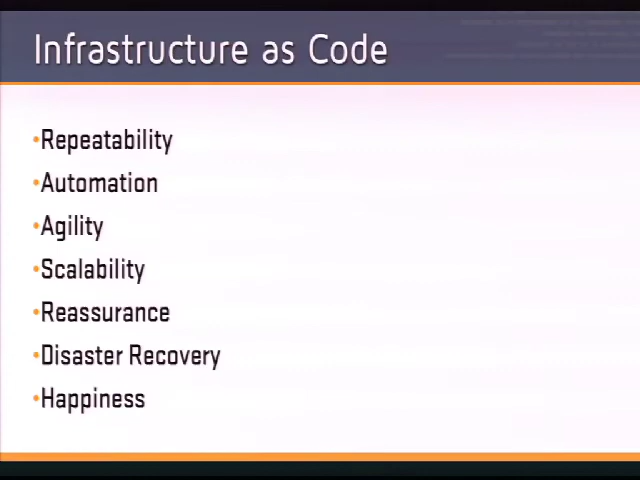 Infrastructure as Code
•Repeatability
•Automation
•Agility
•Scalability
•Reassurance
•Disaster Recovery
•Happiness